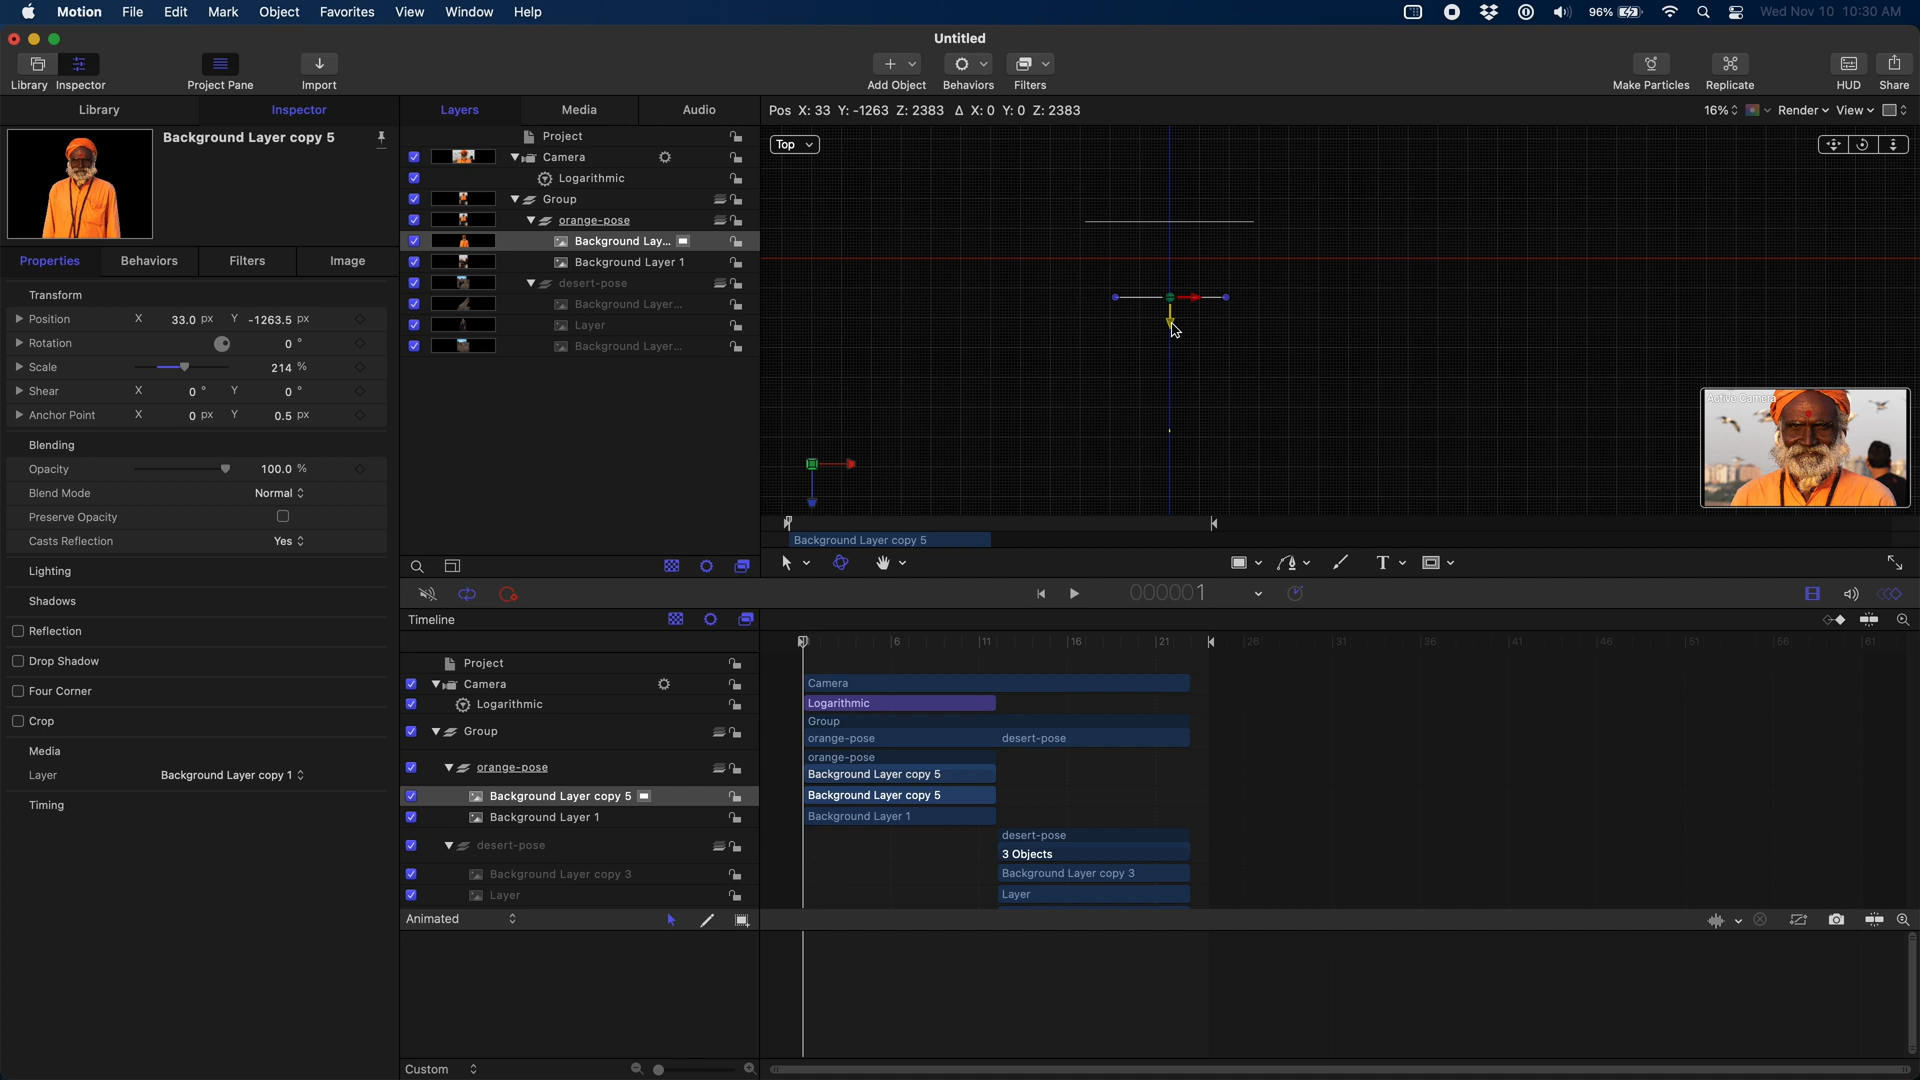 Motion File Edit Mark Object Favorites View Window Help 96% Wed Nov 10 10:30 AM
Untitled
Library Inspector Project Pane Import Add Object Behaviors Filters Make Particles Replicate HUD Share
Library Inspector Layers Media Audio Pos X: 33 Y: -1263 Z: 2383 Δ X: 0 Y: 0 Z: 2383 16% Render View
Background Layer copy 5
Properties Behaviors Filters Image
Transform
Position X 33.0 px Y -1263.5 px
Rotation 0 °
Scale 214 %
Shear X 0 ° Y 0 °
Anchor Point X 0 px Y 0.5 px
Blending
Opacity 100.0 %
Blend Mode Normal
Preserve Opacity
Casts Reflection Yes
Lighting
Shadows
Reflection
Drop Shadow
Four Corner
Crop
Media
Layer Background Layer copy 1
Timing
Project
Camera
Logarithmic
Group
orange-pose
Background Lay...
Background Layer 1
desert-pose
Background Layer...
Layer
Background Layer...
Top
Active Camera
Background Layer copy 5
T
000001
Timeline
6 11 16 21 26 31 36 41 46 51 56 61
Project
Camera
Logarithmic
Group
orange-pose
Background Layer copy 5
Background Layer 1
desert-pose
Background Layer copy 3
Layer
Camera
Logarithmic
Group
orange-pose desert-pose
orange-pose
Background Layer copy 5
Background Layer copy 5
Background Layer 1
desert-pose
3 Objects
Background Layer copy 3
Layer
Animated
Custom